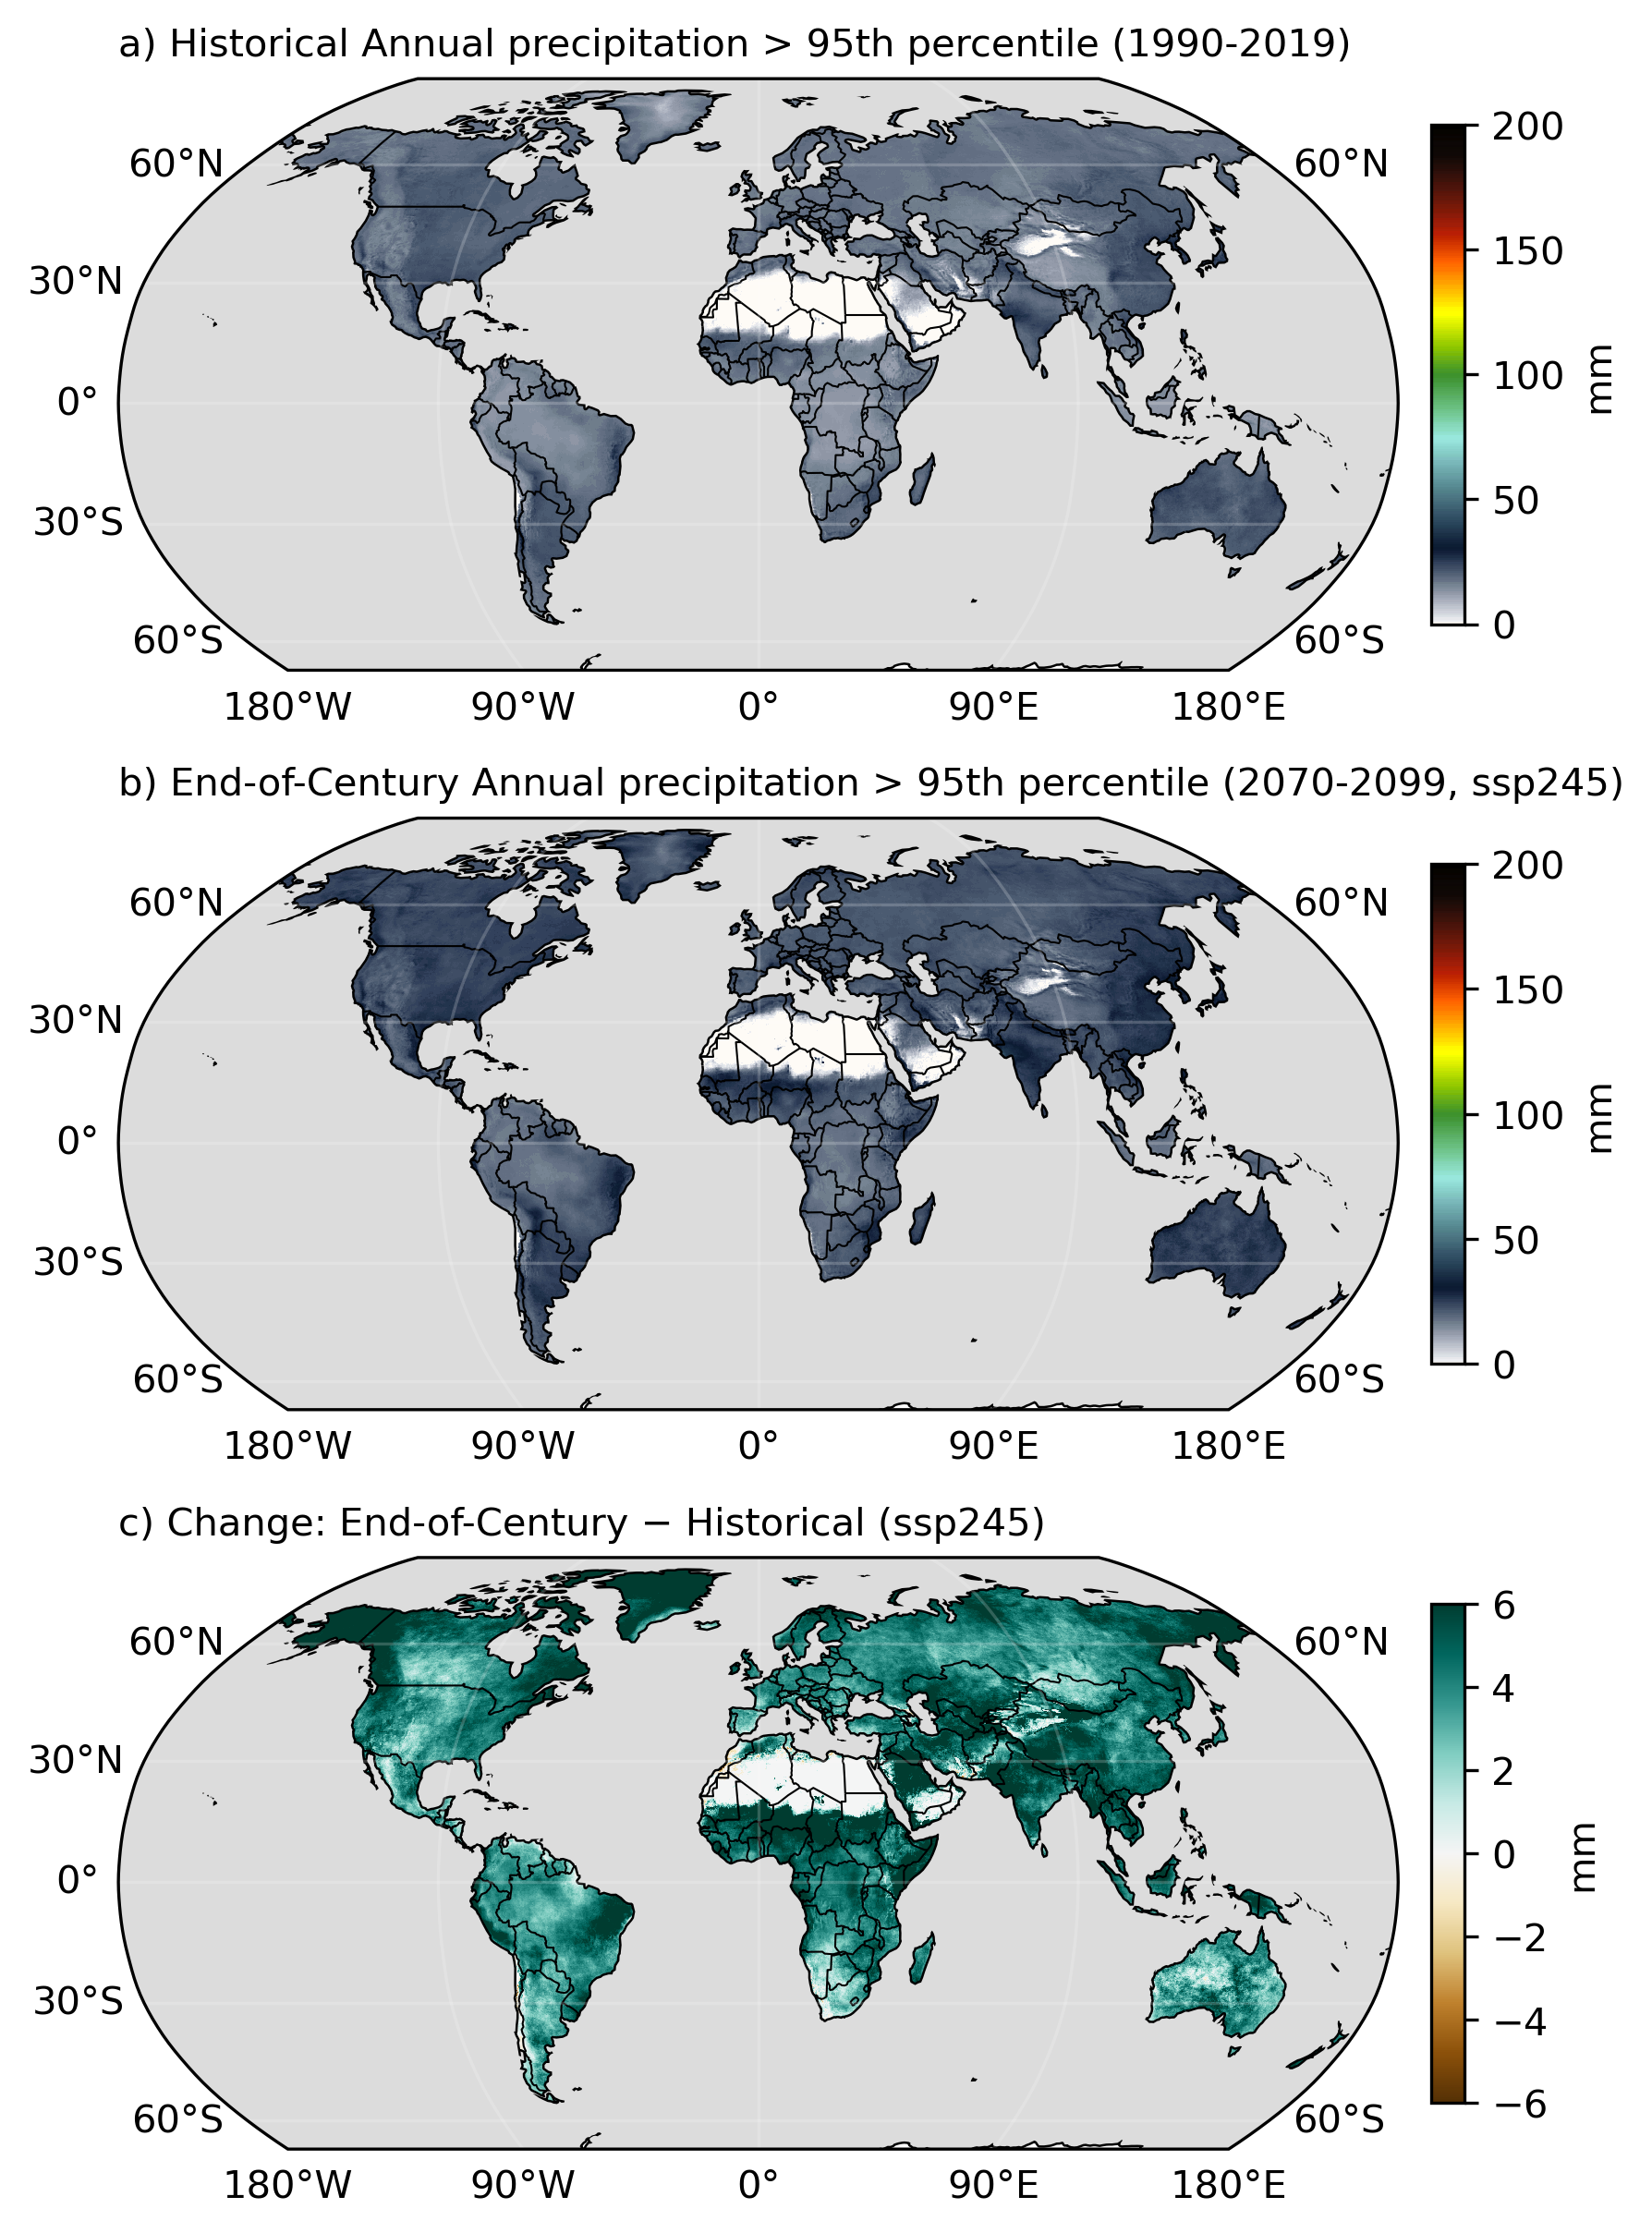 a) Historical Annual precipitation > 95th percentile (1990-2019)
60°N 60°N
30°N
0°
30°S
60°S 60°S
180°W 90°W 0° 90°E 180°E
200
150
100
50
0
mm
b) End-of-Century Annual precipitation > 95th percentile (2070-2099, ssp245)
60°N 60°N
30°N
0°
30°S
60°S 60°S
180°W 90°W 0° 90°E 180°E
200
150
100
50
0
mm
c) Change: End-of-Century − Historical (ssp245)
60°N 60°N
30°N
0°
30°S
60°S 60°S
180°W 90°W 0° 90°E 180°E
6
4
2
0
−2
−4
−6
mm